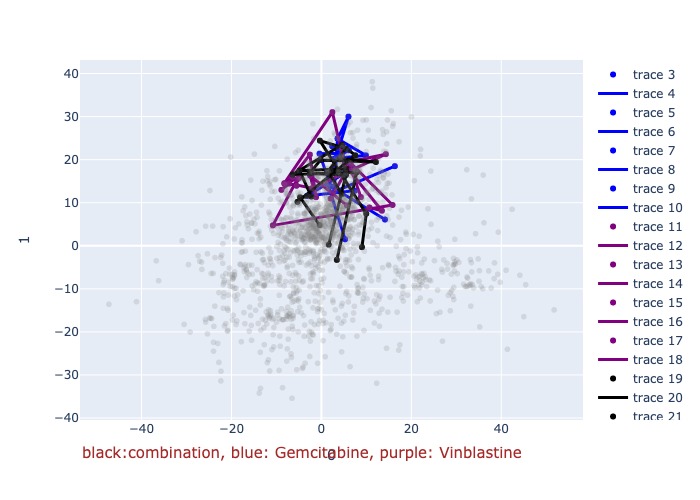 40
30
20
10
0
−10
−20
−30
−40
1
−40
−20
0
20
40
0
black:combination, blue: Gemcitabine, purple: Vinblastine
trace 3
trace 4
trace 5
trace 6
trace 7
trace 8
trace 9
trace 10
trace 11
trace 12
trace 13
trace 14
trace 15
trace 16
trace 17
trace 18
trace 19
trace 20
trace 21